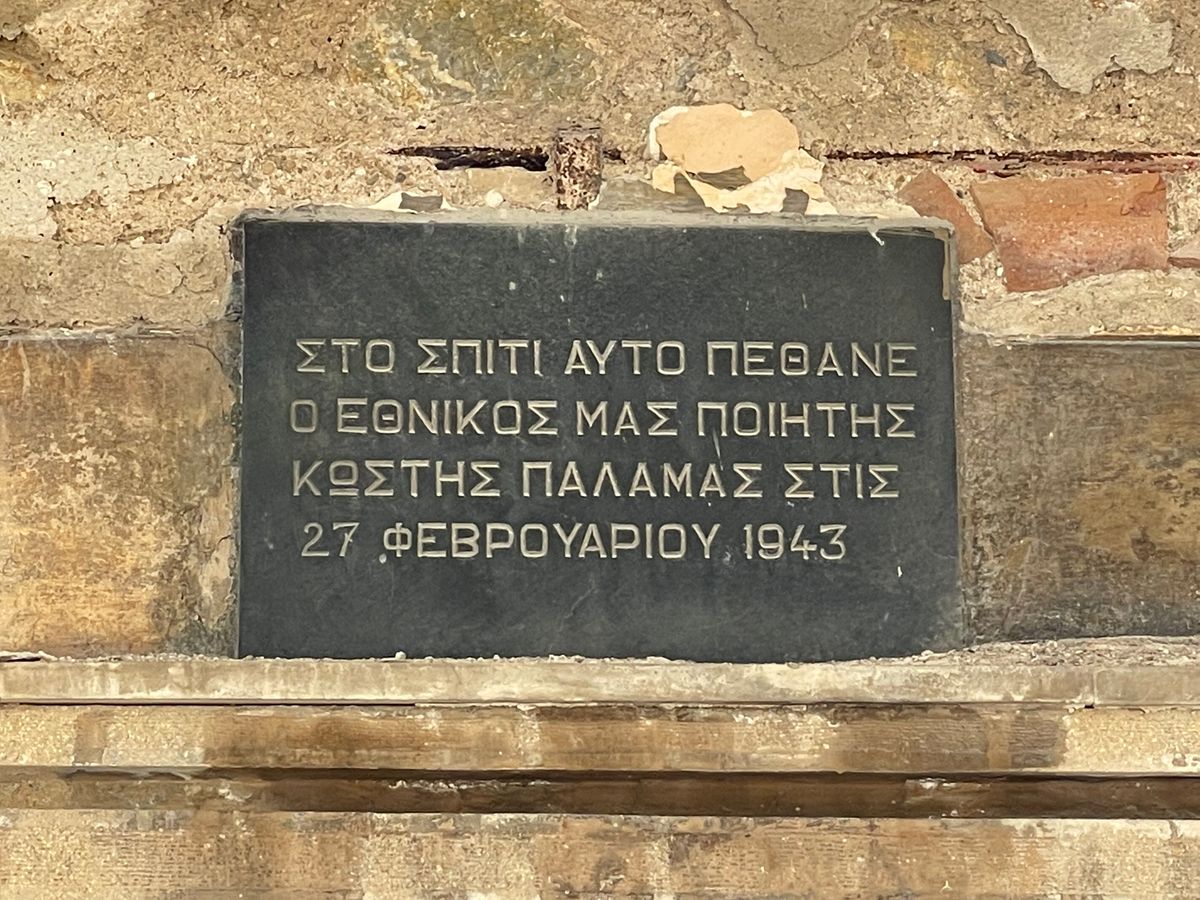 ΣΤΟ ΣΠΙΤΙ ΑΥΤΟ ΠΕΘΑΝΕ
Ο ΕΘΝΙΚΟΣ ΜΑΣ ΠΟΙΗΤΗΣ
ΚΩΣΤΗΣ ΠΑΛΑΜΑΣ ΣΤΙΣ
27 ΦΕΒΡΟΥΑΡΙΟΥ 1943